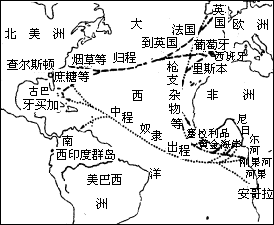 北美洲
大
西
洋
英国
欧洲
法国
到英国
葡萄牙
西班牙
里斯本
烟草等
归程
查尔斯顿
蔗糖等
枪支杂物等
古巴
牙买加
中程
奴隶
出程
非洲
尼日尔河
塞拉利昂
黄金海岸
刚果河
刚果
安哥拉
南
美
洲
西印度群岛
巴西